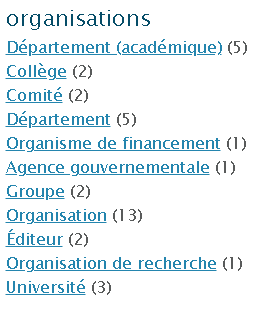 organisations
Département (académique) (5)
Collège (2)
Comité (2)
Département (5)
Organisme de financement (1)
Agence gouvernementale (1)
Groupe (2)
Organisation (13)
Éditeur (2)
Organisation de recherche (1)
Université (3)